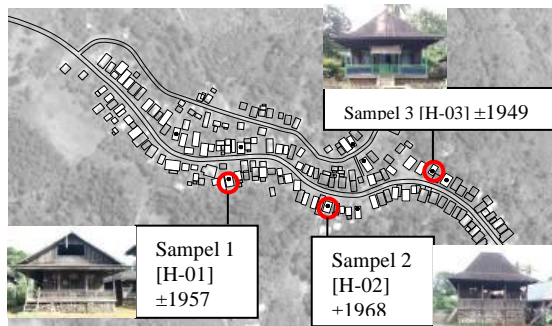 Sampel 3 [H-03] ±1949
Sampel 1
[H-01]
±1957
Sampel 2
[H-02]
±1968